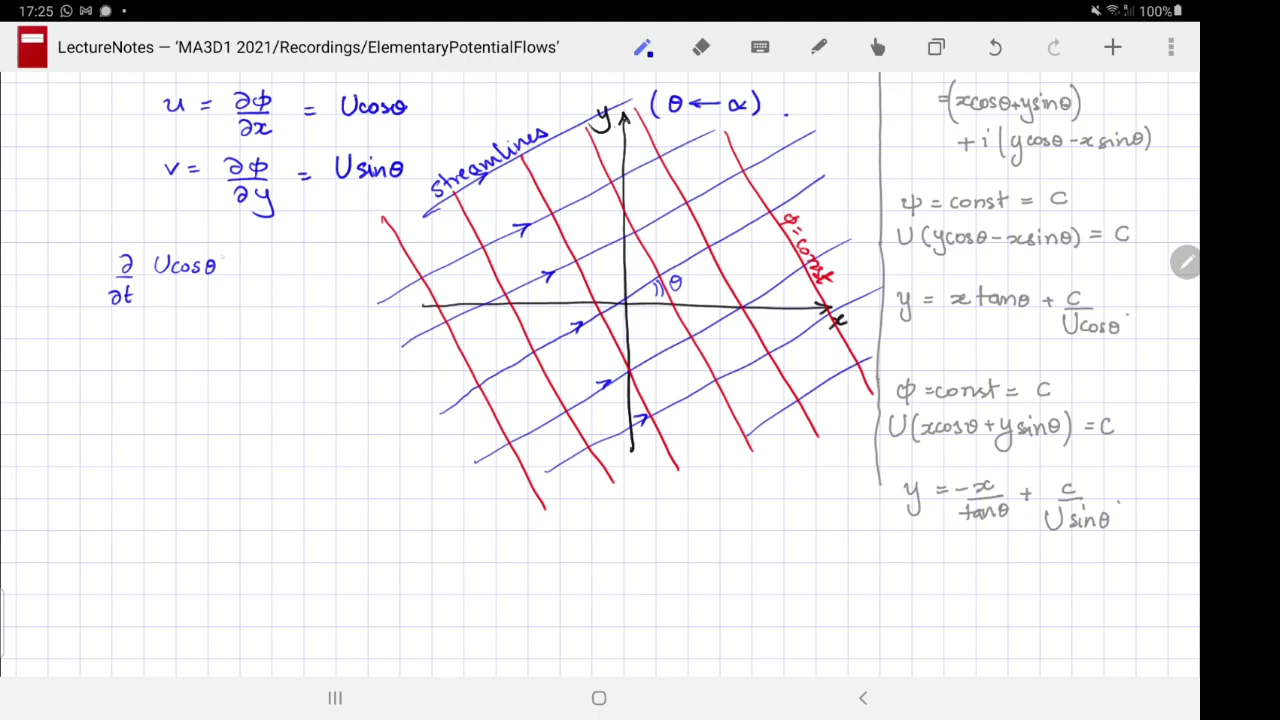 17:25
100%
LectureNotes — ‘MA3D1 2021/Recordings/ElementaryPotentialFlows’
u = ∂φ/∂x = Ucosθ
v = ∂φ/∂y = Usinθ
∂/∂t Ucosθ
streamlines
y
(θ ← α).
φ=const
θ
x
=(xcosθ+ysinθ)
+i(ycosθ-xsinθ)
ψ = const = C
U(ycosθ-xsinθ) = C
y = xtanθ + c/Ucosθ.
φ = const = C
U(xcosθ+ysinθ) = C
y = -x/tanθ + c/Usinθ.